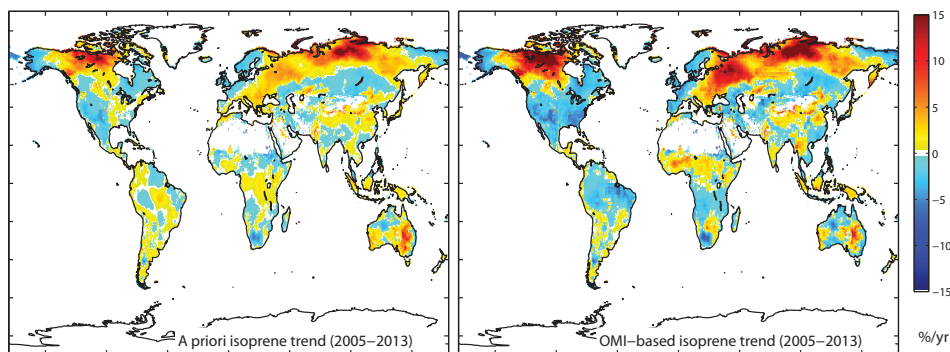 A priori isoprene trend (2005−2013)
OMI−based isoprene trend (2005−2013)
15
10
5
0
−5
−10
−15
%/yr